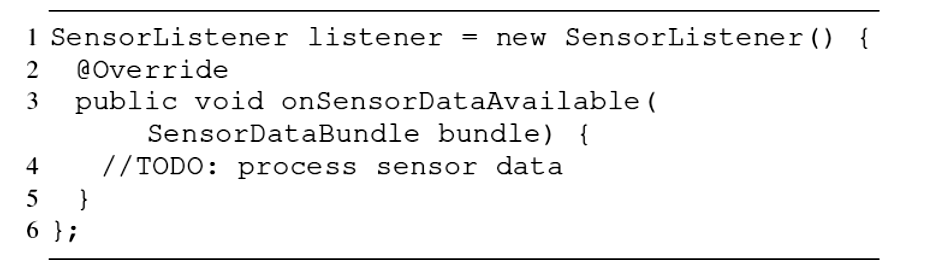 1 SensorListener listener = new SensorListener() {
2 @Override
3 public void onSensorDataAvailable(
SensorDataBundle bundle) {
4 //TODO: process sensor data
5 }
6 };